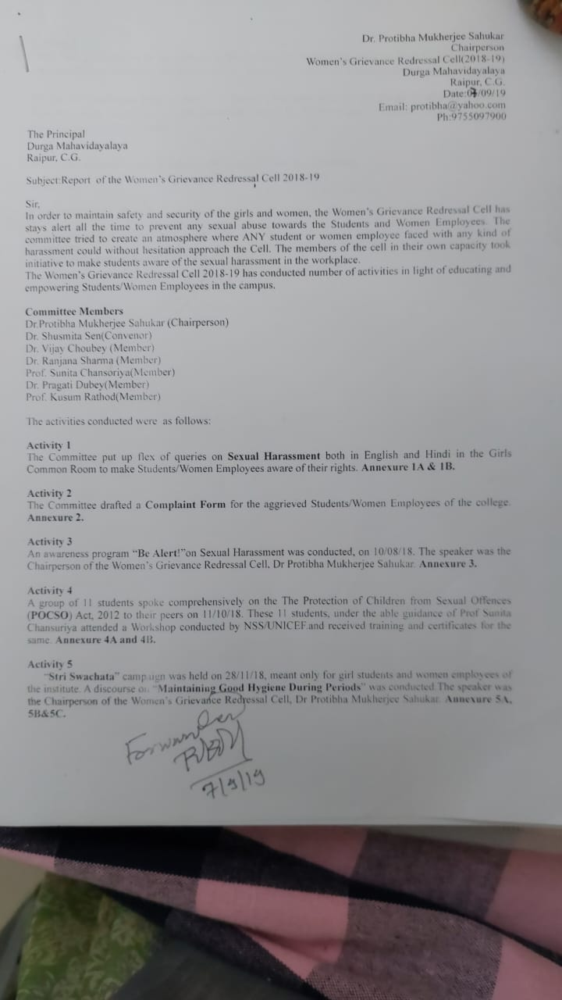 Dr. Protibha Mukherjee Sahukar
Chairperson
Women's Grievance Redressal Cell(2018-19)
Durga Mahavidayalaya
Raipur, C.G.
Date:07/09/19
Email: protibha@yahoo.com
Ph:9755097900
The Principal
Durga Mahavidayalaya
Raipur, C.G.
Subject:Report of the Women's Grievance Redressal Cell 2018-19
Sir,
In order to maintain safety and security of the girls and women, the Women's Grievance Redressal Cell has
stays alert all the time to prevent any sexual abuse towards the Students and Women Employees. The
committee tried to create an atmosphere where ANY student or women employee faced with any kind of
harassment could without hesitation approach the Cell. The members of the cell in their own capacity took
initiative to make students aware of the sexual harassment in the workplace.
The Women's Grievance Redressal Cell 2018-19 has conducted number of activities in light of educating and
empowering Students/Women Employees in the campus.
Committee Members
Dr.Protibha Mukherjee Sahukar (Chairperson)
Dr. Shusmita Sen(Convenor)
Dr. Vijay Choubey (Member)
Dr. Ranjana Sharma (Member)
Prof. Sunita Chansoriya(Member)
Dr. Pragati Dubey(Member)
Prof. Kusum Rathod(Member)
The activities conducted were as follows:
Activity 1
The Committee put up flex of queries on Sexual Harassment both in English and Hindi in the Girls
Common Room to make Students/Women Employees aware of their rights. Annexure 1A & 1B.
Activity 2
The Committee drafted a Complaint Form for the aggrieved Students/Women Employees of the college.
Annexure 2.
Activity 3
An awareness program “Be Alert!”on Sexual Harassment was conducted, on 10/08/18. The speaker was the
Chairperson of the Women's Grievance Redressal Cell, Dr Protibha Mukherjee Sahukar. Annexure 3.
Activity 4
A group of 11 students spoke comprehensively on the The Protection of Children from Sexual Offences
(POCSO) Act, 2012 to their peers on 11/10/18. These 11 students, under the able guidance of Prof Sunita
Chansuriya attended a Workshop conducted by NSS/UNICEF.and received training and certificates for the
same. Annexure 4A and 4B.
Activity 5
“Stri Swachata” campaign was held on 28/11/18, meant only for girl students and women employees of
the institute. A discourse on “Maintaining Good Hygiene During Periods” was conducted.The speaker was
the Chairperson of the Women's Grievance Redressal Cell, Dr Protibha Mukherjee Sahukar. Annexure 5A,
5B&5C.
Forwarded
7/9/19